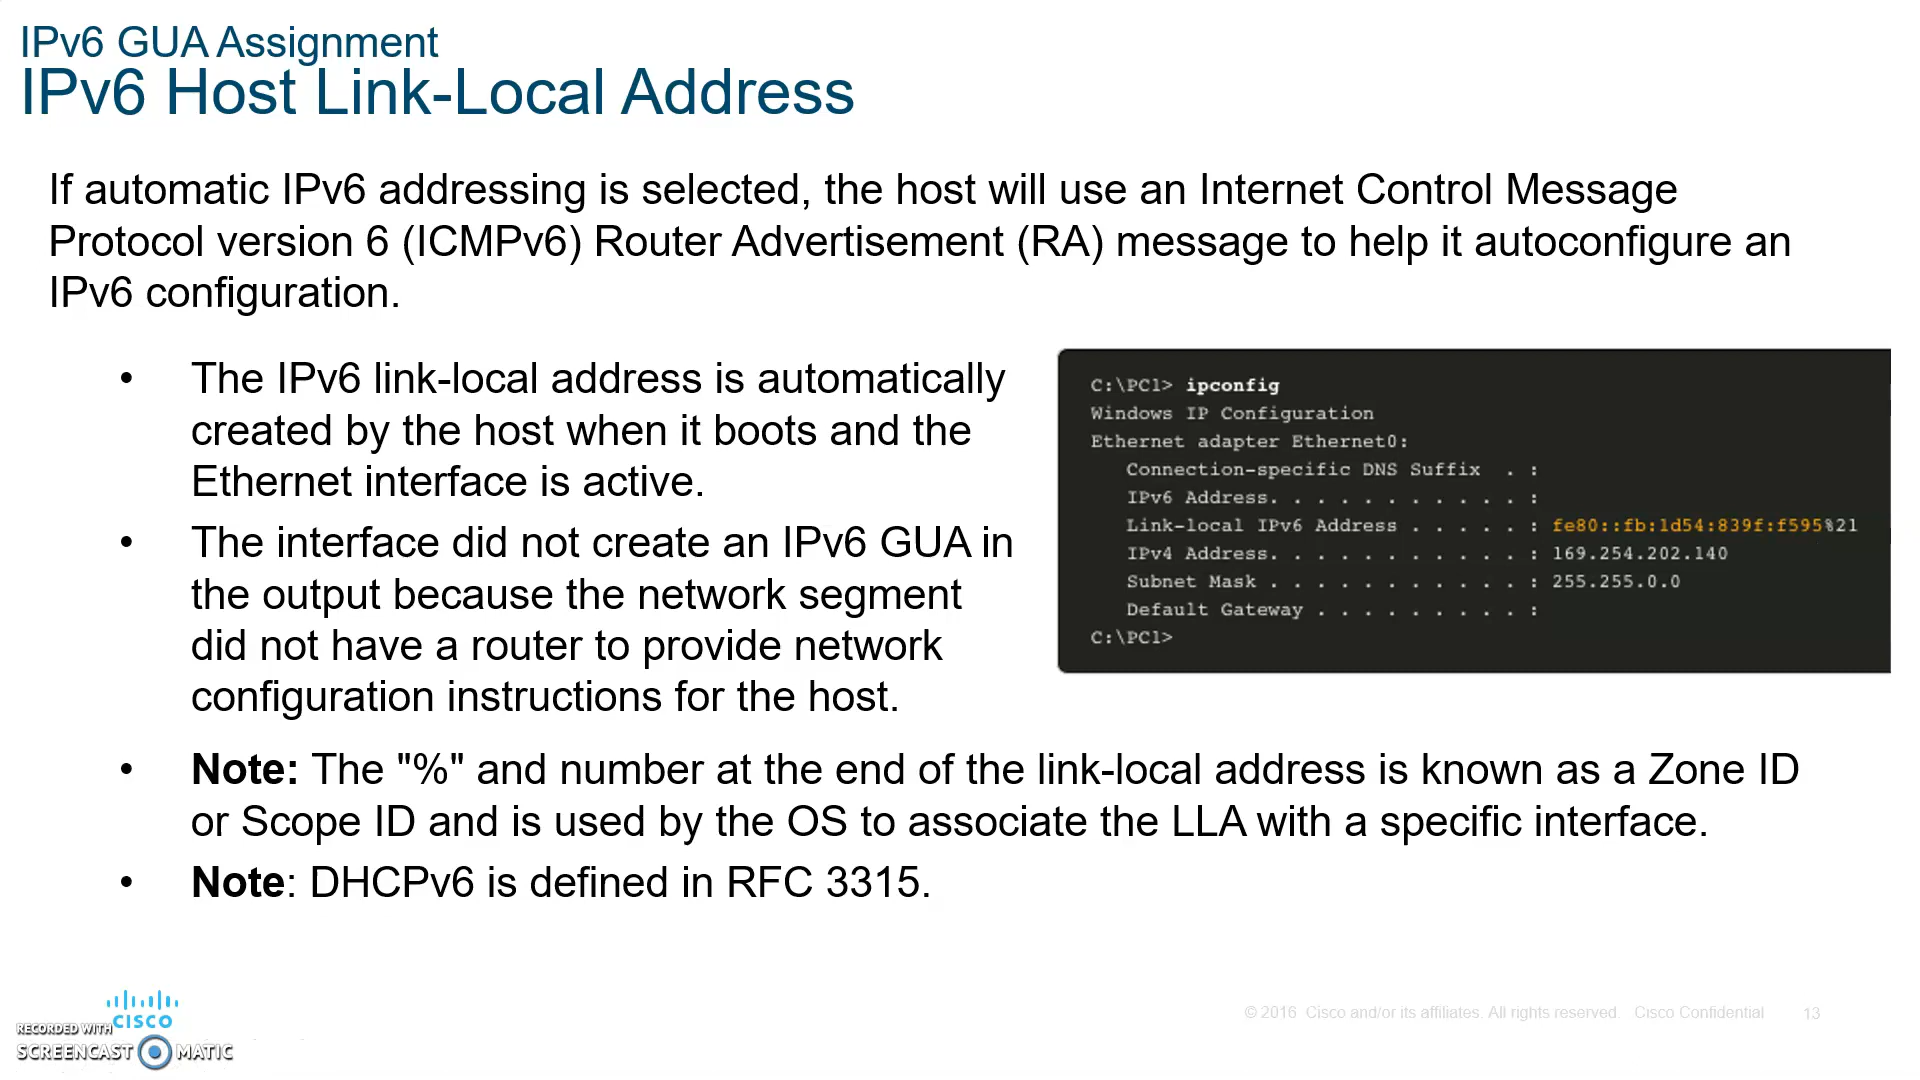 IPv6 GUA Assignment
IPv6 Host Link-Local Address
If automatic IPv6 addressing is selected, the host will use an Internet Control Message
Protocol version 6 (ICMPv6) Router Advertisement (RA) message to help it autoconfigure an
IPv6 configuration.
• The IPv6 link-local address is automatically
created by the host when it boots and the
Ethernet interface is active.
• The interface did not create an IPv6 GUA in
the output because the network segment
did not have a router to provide network
configuration instructions for the host.
C:\PC1> ipconfig
Windows IP Configuration
Ethernet adapter Ethernet0:
Connection-specific DNS Suffix . :
IPv6 Address. . . . . . . . . . . :
Link-local IPv6 Address . . . . . : fe80::fb:1d54:839f:f595%21
IPv4 Address. . . . . . . . . . . : 169.254.202.140
Subnet Mask . . . . . . . . . . . : 255.255.0.0
Default Gateway . . . . . . . . . :
C:\PC1>
• Note: The "%" and number at the end of the link-local address is known as a Zone ID
or Scope ID and is used by the OS to associate the LLA with a specific interface.
• Note: DHCPv6 is defined in RFC 3315.
CISCO
RECORDED WITH
SCREENCAST MATIC
© 2016 Cisco and/or its affiliates. All rights reserved. Cisco Confidential 13